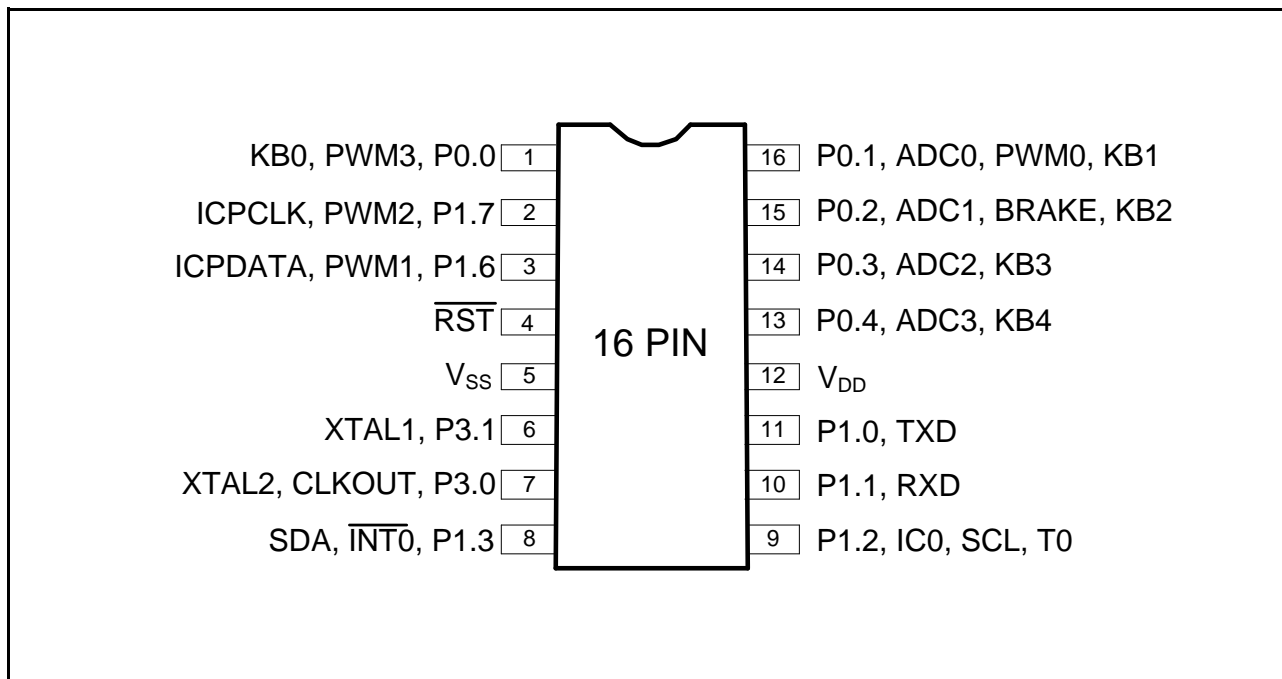 KB0, PWM3, P0.0 1 16 P0.1, ADC0, PWM0, KB1
ICPCLK, PWM2, P1.7 2 15 P0.2, ADC1, BRAKE, KB2
ICPDATA, PWM1, P1.6 3 14 P0.3, ADC2, KB3
R̅S̅T̅ 4 13 P0.4, ADC3, KB4
16 PIN
VSS 5 12 VDD
XTAL1, P3.1 6 11 P1.0, TXD
XTAL2, CLKOUT, P3.0 7 10 P1.1, RXD
SDA, I̅N̅T̅0̅, P1.3 8 9 P1.2, IC0, SCL, T0